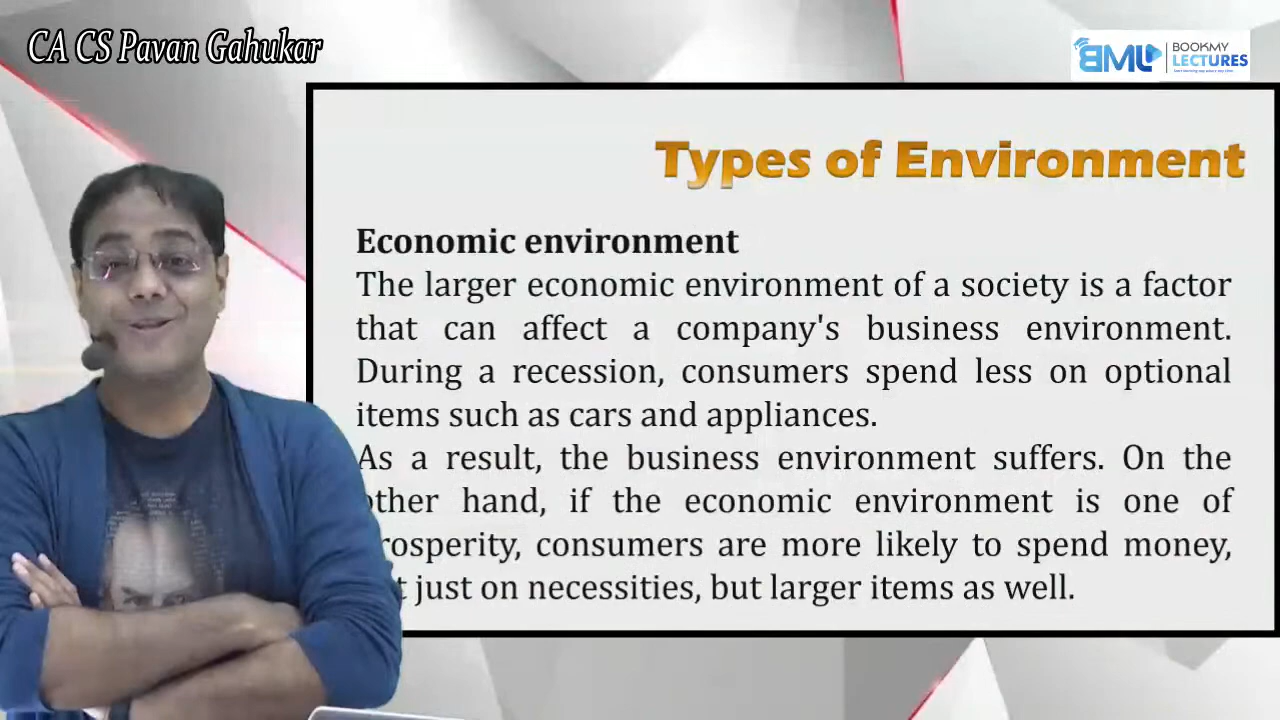 CA CS Pavan Gahukar
BML BOOKMY
LECTURES
Types of Environment
Economic environment
The larger economic environment of a society is a factor
that can affect a company's business environment.
During a recession, consumers spend less on optional
items such as cars and appliances.
As a result, the business environment suffers. On the
other hand, if the economic environment is one of
rosperity, consumers are more likely to spend money,
t just on necessities, but larger items as well.